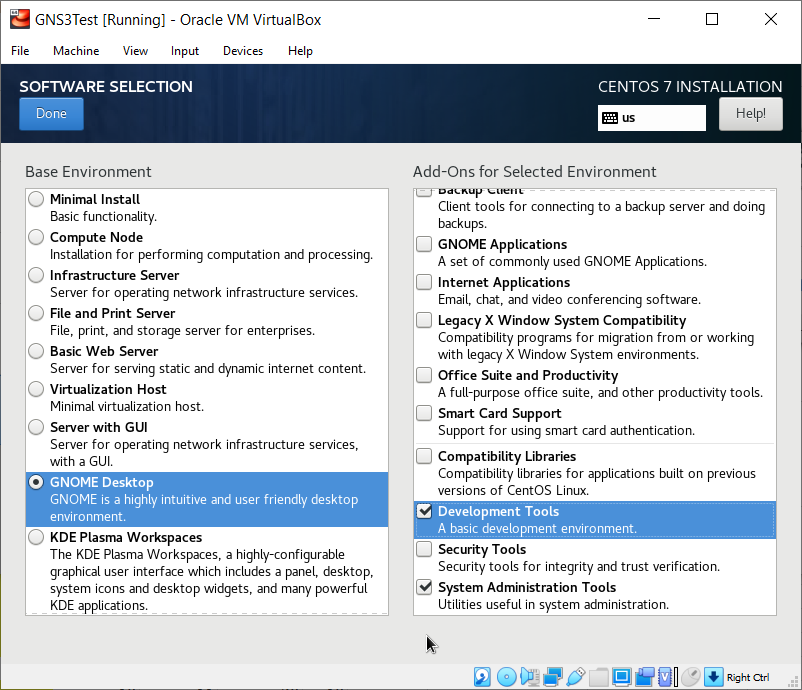 GNS3Test [Running] - Oracle VM VirtualBox
File Machine View Input Devices Help
SOFTWARE SELECTION
Done
CENTOS 7 INSTALLATION
us
Help!
Base Environment
Minimal Install
Basic functionality.
Compute Node
Installation for performing computation and processing.
Infrastructure Server
Server for operating network infrastructure services.
File and Print Server
File, print, and storage server for enterprises.
Basic Web Server
Server for serving static and dynamic internet content.
Virtualization Host
Minimal virtualization host.
Server with GUI
Server for operating network infrastructure services,
with a GUI.
GNOME Desktop
GNOME is a highly intuitive and user friendly desktop
environment.
KDE Plasma Workspaces
The KDE Plasma Workspaces, a highly-configurable
graphical user interface which includes a panel, desktop,
system icons and desktop widgets, and many powerful
KDE applications.
Add-Ons for Selected Environment
Backup Client
Client tools for connecting to a backup server and doing
backups.
GNOME Applications
A set of commonly used GNOME Applications.
Internet Applications
Email, chat, and video conferencing software.
Legacy X Window System Compatibility
Compatibility programs for migration from or working
with legacy X Window System environments.
Office Suite and Productivity
A full-purpose office suite, and other productivity tools.
Smart Card Support
Support for using smart card authentication.
Compatibility Libraries
Compatibility libraries for applications built on previous
versions of CentOS Linux.
Development Tools
A basic development environment.
Security Tools
Security tools for integrity and trust verification.
System Administration Tools
Utilities useful in system administration.
Right Ctrl